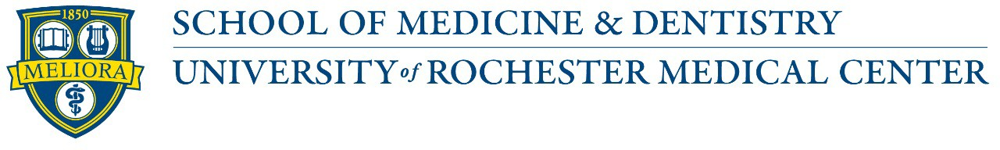 1850
MELIORA
SCHOOL OF MEDICINE & DENTISTRY
UNIVERSITY of ROCHESTER MEDICAL CENTER